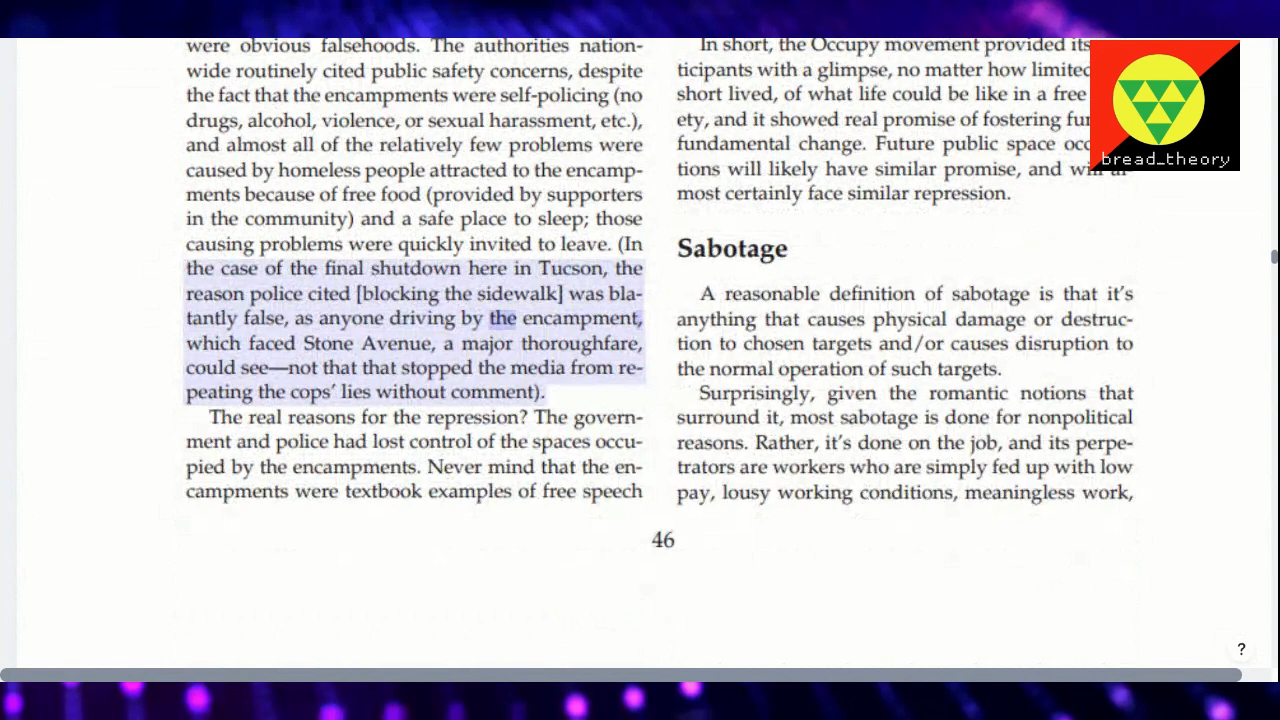 were obvious falsehoods. The authorities nation-
wide routinely cited public safety concerns, despite
the fact that the encampments were self-policing (no
drugs, alcohol, violence, or sexual harassment, etc.),
and almost all of the relatively few problems were
caused by homeless people attracted to the encamp-
ments because of free food (provided by supporters
in the community) and a safe place to sleep; those
causing problems were quickly invited to leave. (In
the case of the final shutdown here in Tucson, the
reason police cited [blocking the sidewalk] was bla-
tantly false, as anyone driving by the encampment,
which faced Stone Avenue, a major thoroughfare,
could see—not that that stopped the media from re-
peating the cops’ lies without comment).
The real reasons for the repression? The govern-
ment and police had lost control of the spaces occu-
pied by the encampments. Never mind that the en-
campments were textbook examples of free speech
In short, the Occupy movement provided its
ticipants with a glimpse, no matter how limited
short lived, of what life could be like in a free
ety, and it showed real promise of fostering fur
fundamental change. Future public space occ
tions will likely have similar promise, and will al-
most certainly face similar repression.
Sabotage
A reasonable definition of sabotage is that it’s
anything that causes physical damage or destruc-
tion to chosen targets and/or causes disruption to
the normal operation of such targets.
Surprisingly, given the romantic notions that
surround it, most sabotage is done for nonpolitical
reasons. Rather, it’s done on the job, and its perpe-
trators are workers who are simply fed up with low
pay, lousy working conditions, meaningless work,
46
bread_theory
?